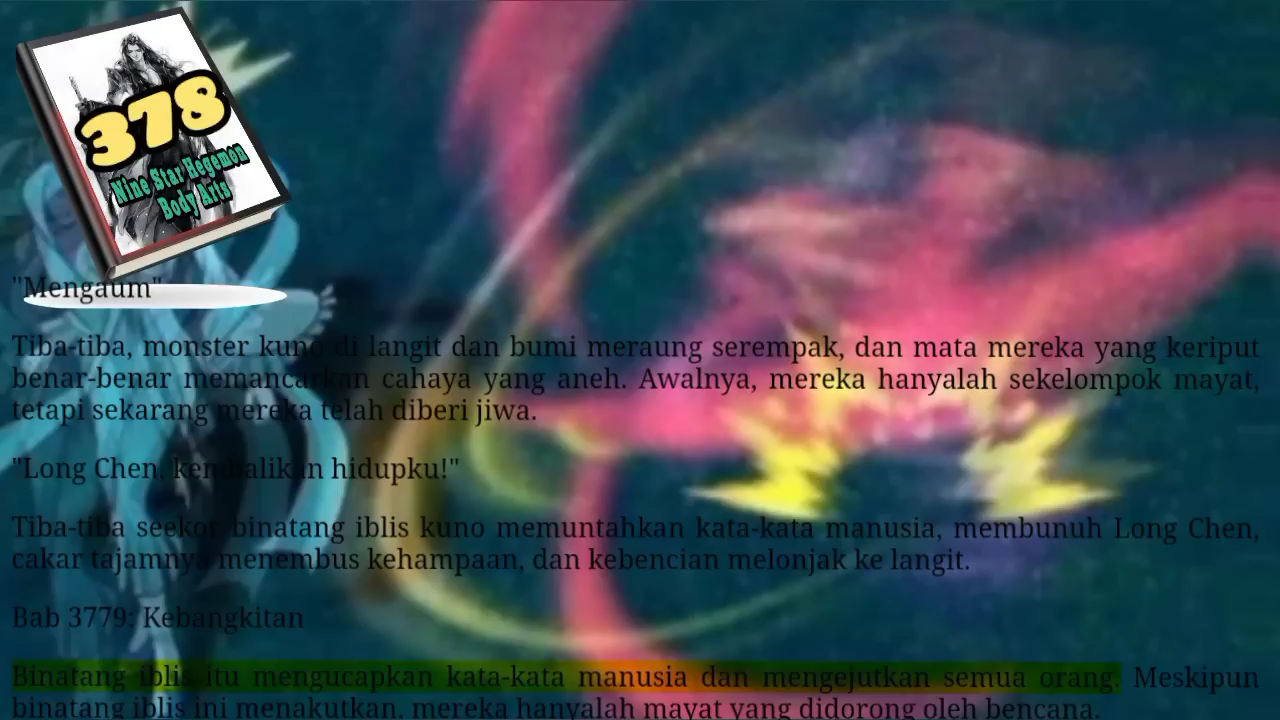 378
Nine Star Hegemon
Body Arts
"Mengaum"
Tiba-tiba, monster kuno di langit dan bumi meraung serempak, dan mata mereka yang keriput
benar-benar memancarkan cahaya yang aneh. Awalnya, mereka hanyalah sekelompok mayat,
tetapi sekarang mereka telah diberi jiwa.
"Long Chen, kembalikan hidupku!"
Tiba-tiba seekor binatang iblis kuno memuntahkan kata-kata manusia, membunuh Long Chen,
cakar tajamnya menembus kehampaan, dan kebencian melonjak ke langit.
Bab 3779: Kebangkitan
Binatang iblis itu mengucapkan kata-kata manusia dan mengejutkan semua orang. Meskipun
binatang iblis ini menakutkan, mereka hanyalah mayat yang didorong oleh bencana.